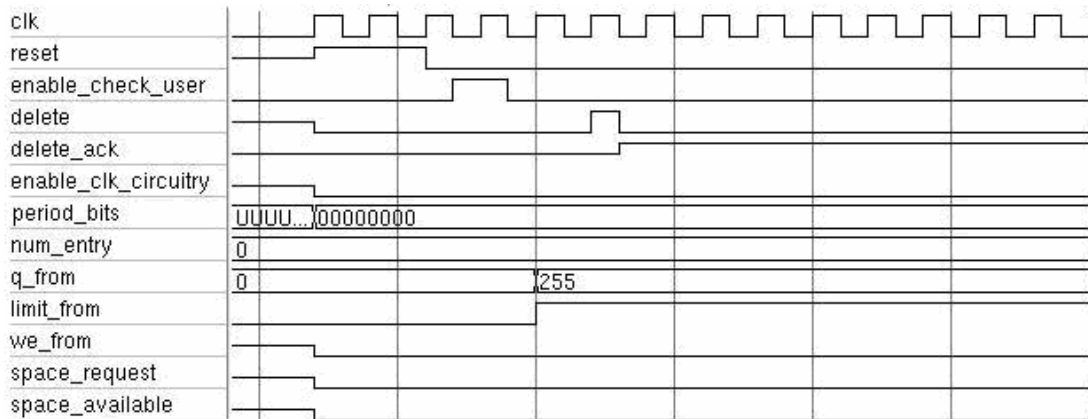 clk
reset
enable_check_user
delete
delete_ack
enable_clk_circuitry
period_bits UUUU... 00000000
num_entry 0
q_from 0 255
limit_from
we_from
space_request
space_available